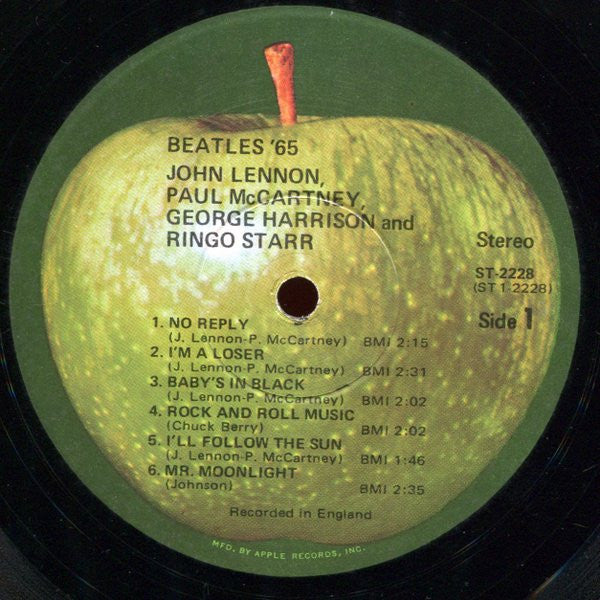 BEATLES '65
JOHN LENNON,
PAUL McCARTNEY,
GEORGE HARRISON and
RINGO STARR
Stereo
ST-2228
(ST 1-2228)
Side 1
1. NO REPLY
(J. Lennon-P. McCartney) BMI 2:15
2. I'M A LOSER
(J. Lennon-P. McCartney) BMI 2:31
3. BABY'S IN BLACK
(J. Lennon-P. McCartney) BMI 2:02
4. ROCK AND ROLL MUSIC
(Chuck Berry) BMI 2:02
5. I'LL FOLLOW THE SUN
(J. Lennon-P. McCartney) BMI 1:46
6. MR. MOONLIGHT
(Johnson) BMI 2:35
Recorded in England
MFD. BY APPLE RECORDS, INC.